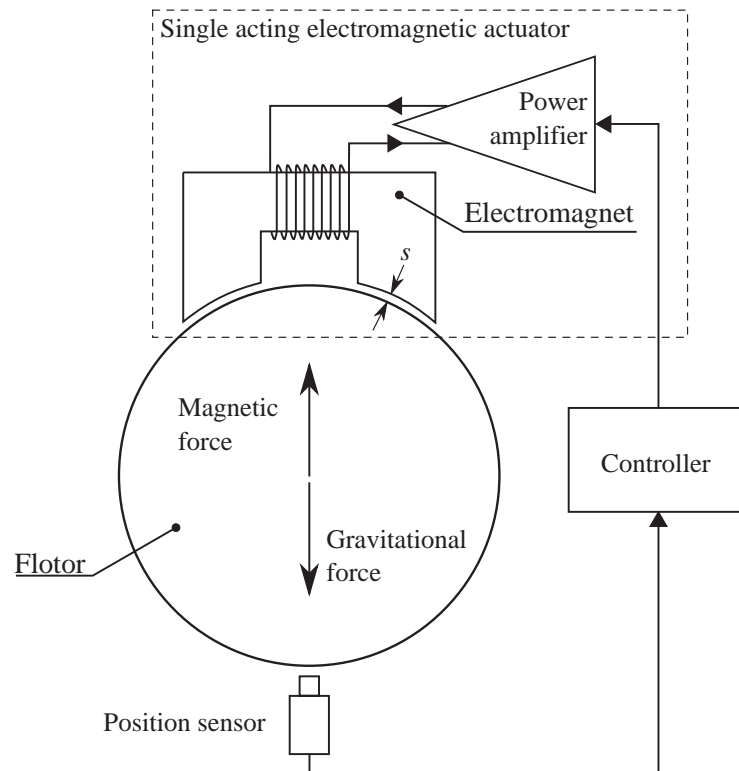 Single acting electromagnetic actuator
Power
amplifier
Electromagnet
s
Magnetic
force
Controller
Gravitational
force
Flotor
Position sensor